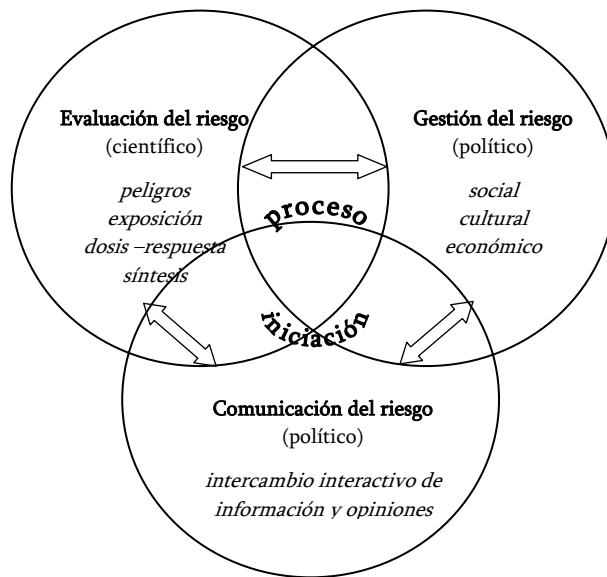 Evaluación del riesgo
(científico)
peligros
exposición
dosis –respuesta
síntesis
Gestión del riesgo
(político)
social
cultural
económico
proceso
iniciación
Comunicación del riesgo
(político)
intercambio interactivo de
información y opiniones